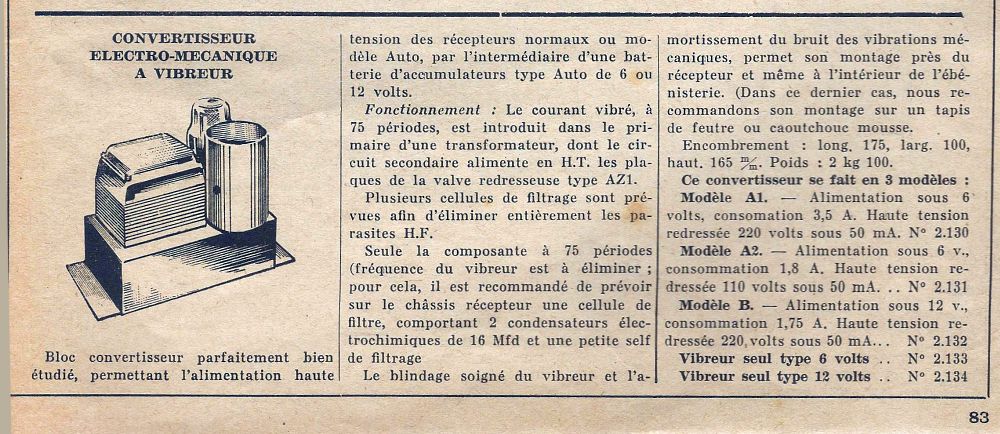 CONVERTISSEUR
ELECTRO-MECANIQUE
A VIBREUR
Bloc convertisseur parfaitement bien
étudié, permettant l'alimentation haute
tension des récepteurs normaux ou mo-
dèle Auto, par l'intermédiaire d'une bat-
terie d'accumulateurs type Auto de 6 ou
12 volts.
Fonctionnement : Le courant vibré, à
75 périodes, est introduit dans le pri-
maire d'une transformateur, dont le cir-
cuit secondaire alimente en H.T. les pla-
ques de la valve redresseuse type AZ1.
Plusieurs cellules de filtrage sont pré-
vues afin d'éliminer entièrement les pa-
rasites H.F.
Seule la composante à 75 périodes
(fréquence du vibreur est à éliminer ;
pour cela, il est recommandé de prévoir
sur le châssis récepteur une cellule de
filtre, comportant 2 condensateurs élec-
trochimiques de 16 Mfd et une petite self
de filtrage
Le blindage soigné du vibreur et l'a-
mortissement du bruit des vibrations mé-
caniques, permet son montage près du
récepteur et même à l'intérieur de l'ébé-
nisterie. (Dans ce dernier cas, nous re-
commandons son montage sur un tapis
de feutre ou caoutchouc mousse.
Encombrement : long. 175, larg. 100,
haut. 165 m/m. Poids : 2 kg 100.
Ce convertisseur se fait en 3 modèles :
Modèle A1. — Alimentation sous 6
volts, consomation 3,5 A. Haute tension
redressée 220 volts sous 50 mA. N° 2.130
Modèle A2. — Alimentation sous 6 v.,
consommation 1,8 A. Haute tension re-
dressée 110 volts sous 50 mA. .. N° 2.131
Modèle B. — Alimentation sous 12 v.,
consommation 1,75 A. Haute tension re-
dressée 220 volts sous 50 mA... N° 2.132
Vibreur seul type 6 volts .. N° 2.133
Vibreur seul type 12 volts .. N° 2.134
83